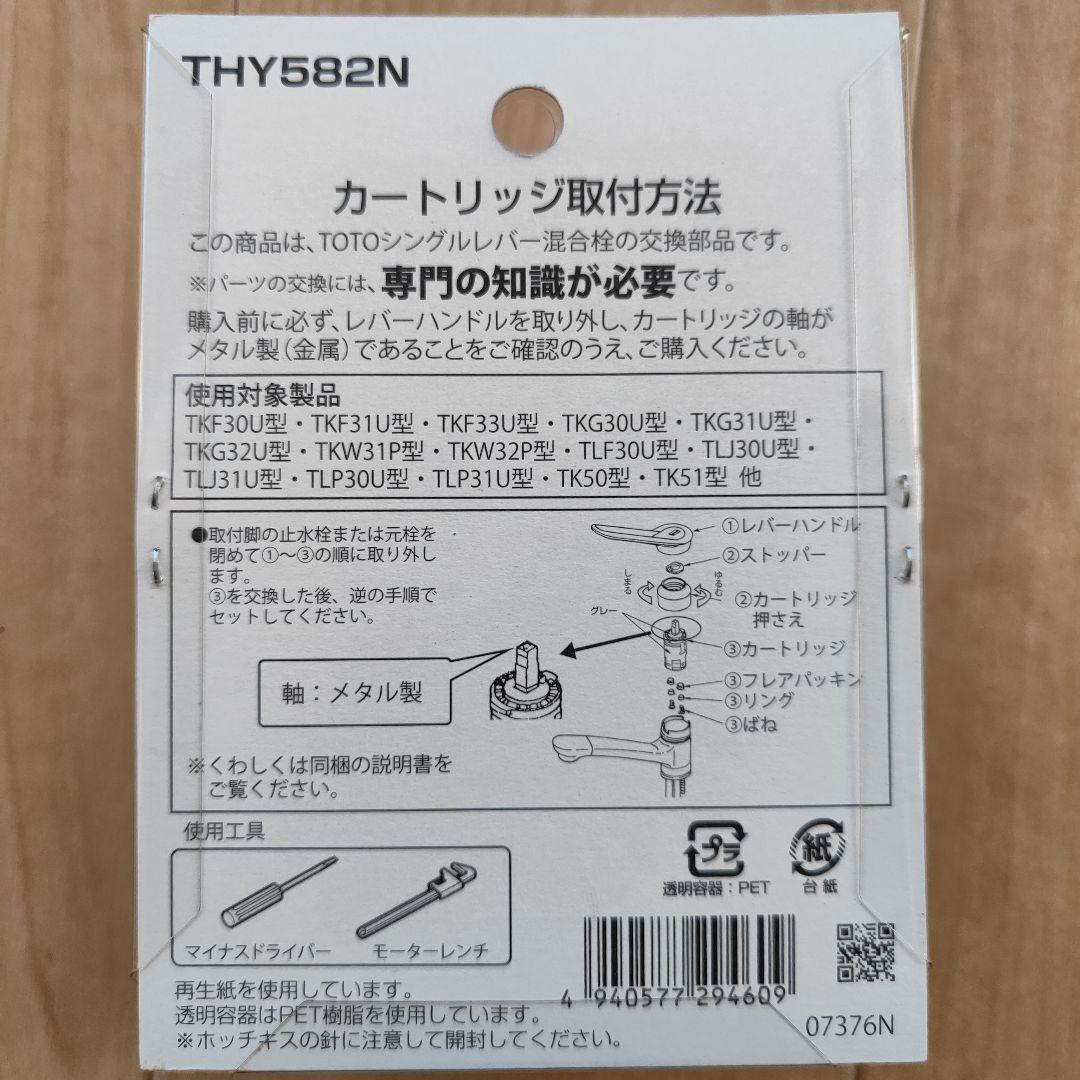 THY582N
カートリッジ取付方法
この商品は、TOTOシングルレバー混合栓の交換部品です。
※パーツの交換には、専門の知識が必要です。
購入前に必ず、レバーハンドルを取り外し、カートリッジの軸が
メタル製（金属）であることをご確認のうえ、ご購入ください。
使用対象製品
TKF30U型・TKF31U型・TKF33U型・TKG30U型・TKG31U型・
TKG32U型・TKW31P型・TKW32P型・TLF30U型・TLJ30U型・
TLJ31U型・TLP30U型・TLP31U型・TK50型・TK51型 他
●取付脚の止水栓または元栓を
閉めて①～③の順に取り外し
ます。
③を交換した後、逆の手順で
セットしてください。
①レバーハンドル
②ストッパー
しまる
ゆるむ
②カートリッジ
押さえ
グレー
③カートリッジ
③フレアパッキン
③リング
③ばね
軸：メタル製
※くわしくは同梱の説明書を
ご覧ください。
使用工具
マイナスドライバー
モーターレンチ
プラ
透明容器：PET
紙
台紙
再生紙を使用しています。
透明容器はPET樹脂を使用しています。
※ホッチキスの針に注意して開封してください。
4 940577 294609
07376N